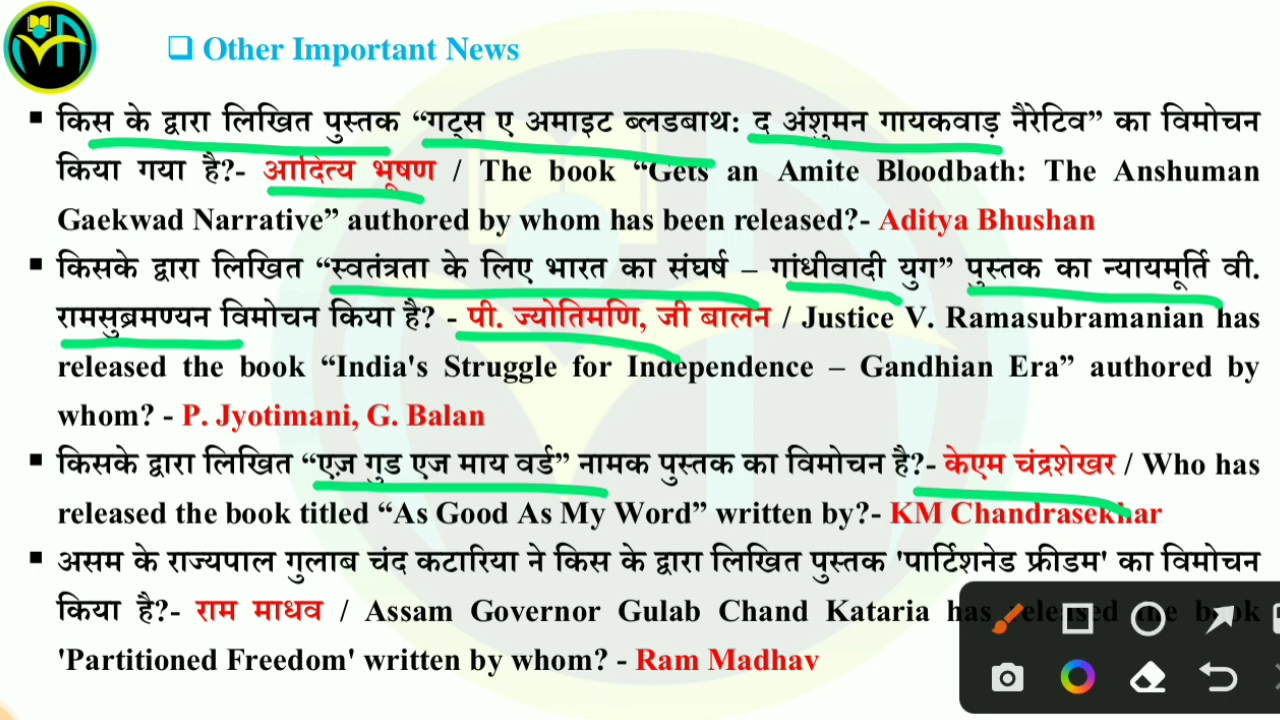 Other Important News
किस के द्वारा लिखित पुस्तक “गट्स ए अमाइट ब्लडबाथ: द अंशुमन गायकवाड़ नैरेटिव” का विमोचन
किया गया है?- आदित्य भूषण / The book “Gets an Amite Bloodbath: The Anshuman
Gaekwad Narrative” authored by whom has been released?- Aditya Bhushan
किसके द्वारा लिखित “स्वतंत्रता के लिए भारत का संघर्ष – गांधीवादी युग” पुस्तक का न्यायमूर्ति वी.
रामसुब्रमण्यन विमोचन किया है? - पी. ज्योतिमणि, जी बालन / Justice V. Ramasubramanian has
released the book “India's Struggle for Independence – Gandhian Era” authored by
whom? - P. Jyotimani, G. Balan
किसके द्वारा लिखित “एज़ गुड एज माय वर्ड” नामक पुस्तक का विमोचन है?- केएम चंद्रशेखर / Who has
released the book titled “As Good As My Word” written by?- KM Chandrasekhar
असम के राज्यपाल गुलाब चंद कटारिया ने किस के द्वारा लिखित पुस्तक 'पार्टिशनेड फ्रीडम' का विमोचन
किया है?- राम माधव / Assam Governor Gulab Chand Kataria has released the book
'Partitioned Freedom' written by whom? - Ram Madhav